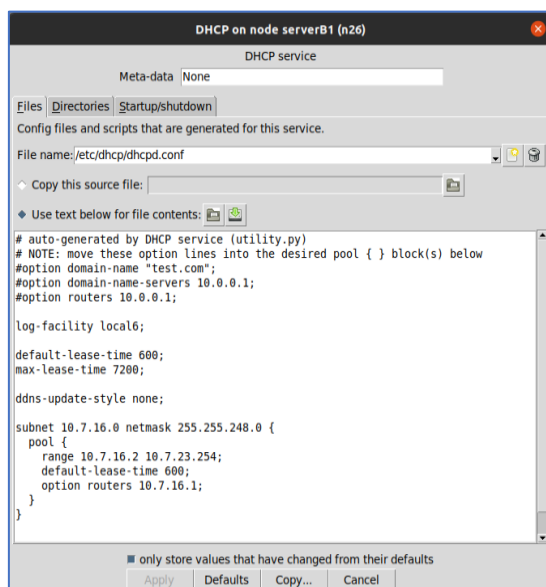 DHCP on node serverB1 (n26)
DHCP service
Meta-data None
Files Directories Startup/shutdown
Config files and scripts that are generated for this service.
File name: /etc/dhcp/dhcpd.conf
Copy this source file:
Use text below for file contents:
# auto-generated by DHCP service (utility.py)
# NOTE: move these option lines into the desired pool { } block(s) below
#option domain-name "test.com";
#option domain-name-servers 10.0.0.1;
#option routers 10.0.0.1;
log-facility local6;
default-lease-time 600;
max-lease-time 7200;
ddns-update-style none;
subnet 10.7.16.0 netmask 255.255.248.0 {
  pool {
    range 10.7.16.2 10.7.23.254;
    default-lease-time 600;
    option routers 10.7.16.1;
  }
}
only store values that have changed from their defaults
Apply Defaults Copy... Cancel